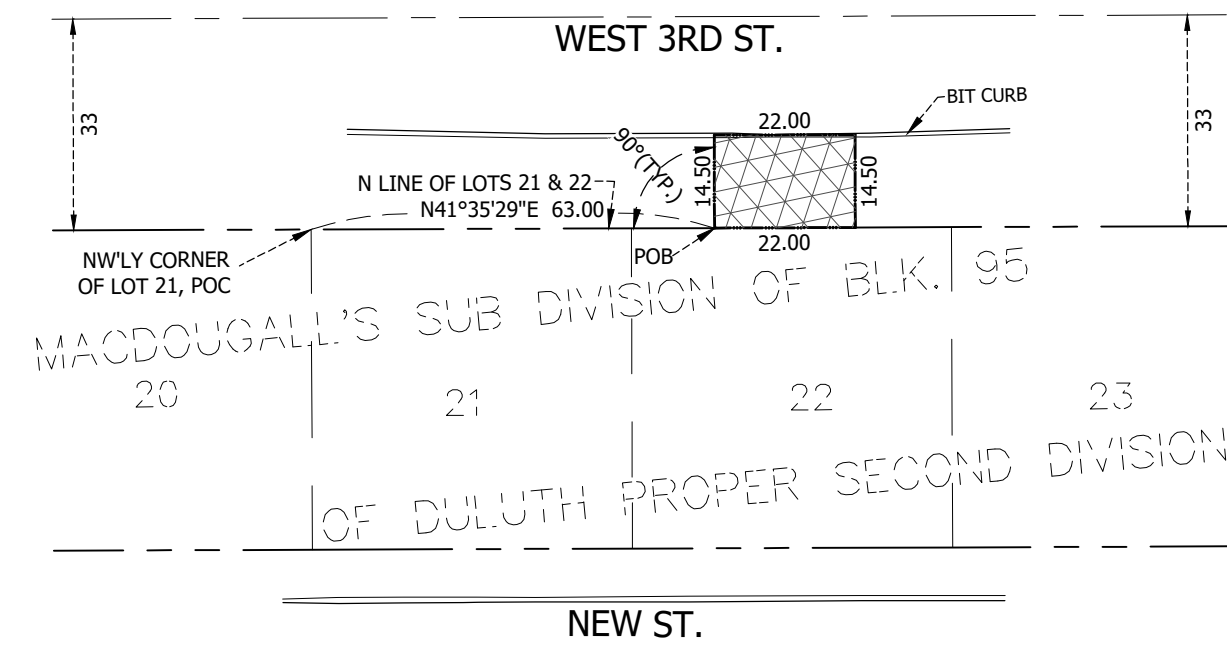 WEST 3RD ST.
33
33
BIT CURB
22.00
90°(TYP.)
14.50
14.50
N LINE OF LOTS 21 & 22
N41°35'29"E 63.00
22.00
POB
NW'LY CORNER
OF LOT 21, POC
MACDOUGALL'S SUB DIVISION OF BLK. 95
20
21
22
23
OF DULUTH PROPER SECOND DIVISION
NEW ST.